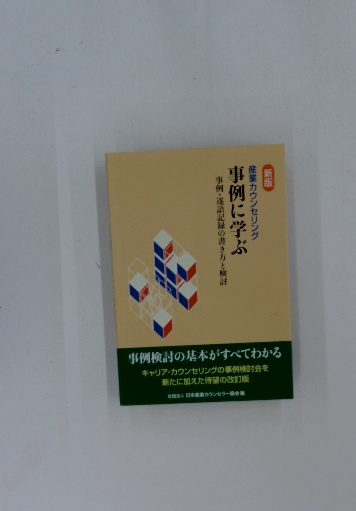 新版
産業カウンセリング
事例に学ぶ
事例・逐語記録の書き方と検討
事例検討の基本がすべてわかる
キャリア・カウンセリングの事例検討会を
新たに加えた待望の改訂版
社団法人 日本産業カウンセラー協会編